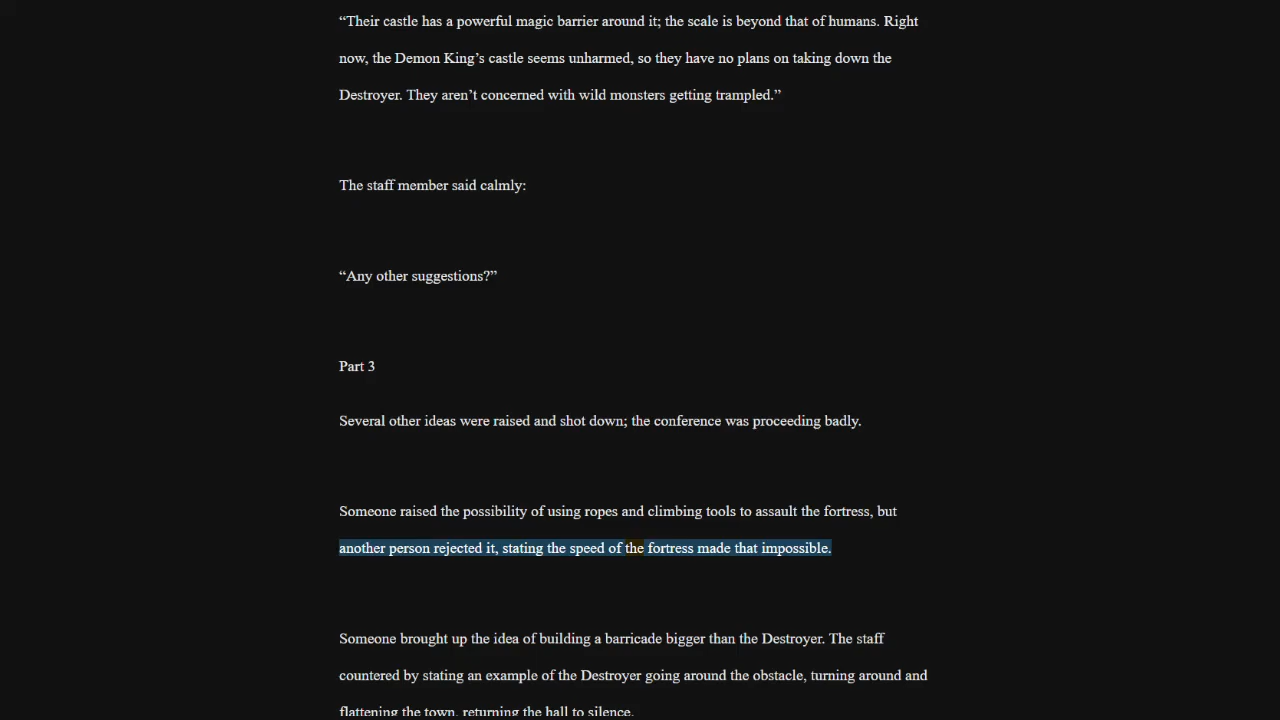 “Their castle has a powerful magic barrier around it; the scale is beyond that of humans. Right
now, the Demon King’s castle seems unharmed, so they have no plans on taking down the
Destroyer. They aren’t concerned with wild monsters getting trampled.”
The staff member said calmly:
“Any other suggestions?”
Part 3
Several other ideas were raised and shot down; the conference was proceeding badly.
Someone raised the possibility of using ropes and climbing tools to assault the fortress, but
another person rejected it, stating the speed of the fortress made that impossible.
Someone brought up the idea of building a barricade bigger than the Destroyer. The staff
countered by stating an example of the Destroyer going around the obstacle, turning around and
flattening the town, returning the hall to silence.